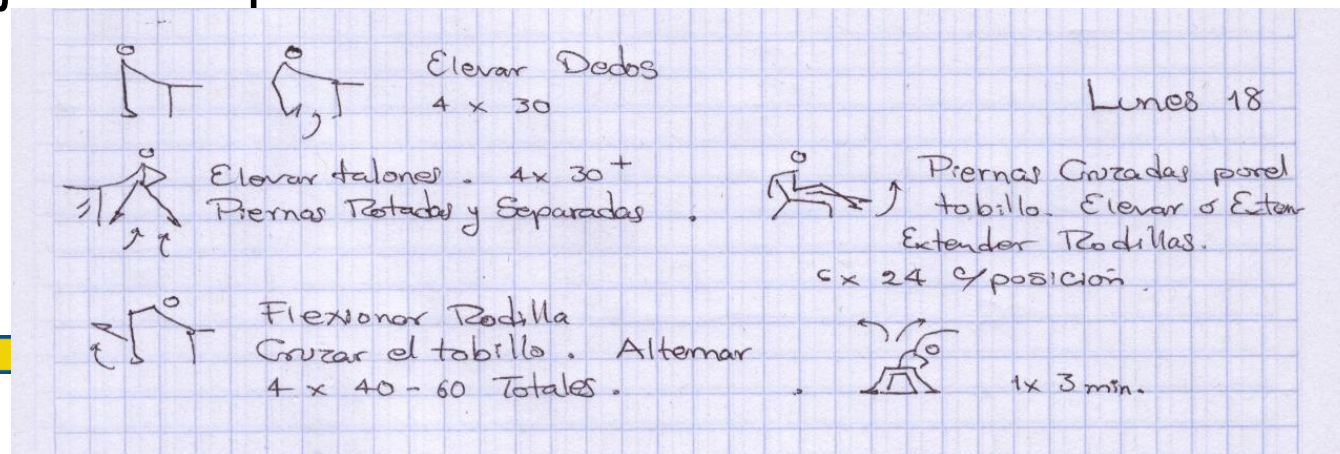 Elevar Dedos
4 x 30
Lunes 18
Elevar talones. 4x 30+
Piernas Rotadas y Separadas.
Piernas Cruzadas por el
tobillo. Elevar o Exten
Extender Rodillas.
6x 24 c/posición.
Flexionar Rodilla
Cruzar el tobillo. Alternar
4 x 40 - 60 Totales.
1x 3 min.